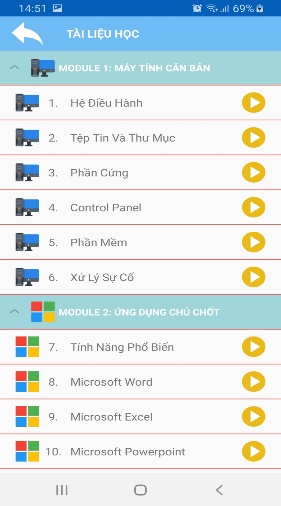 14:51
69%
TÀI LIỆU HỌC
MODULE 1: MÁY TÍNH CĂN BẢN
1. Hệ Điều Hành
2. Tệp Tin Và Thư Mục
3. Phần Cứng
4. Control Panel
5. Phần Mềm
6. Xử Lý Sự Cố
MODULE 2: ỨNG DỤNG CHỦ CHỐT
7. Tính Năng Phổ Biến
8. Microsoft Word
9. Microsoft Excel
10. Microsoft Powerpoint